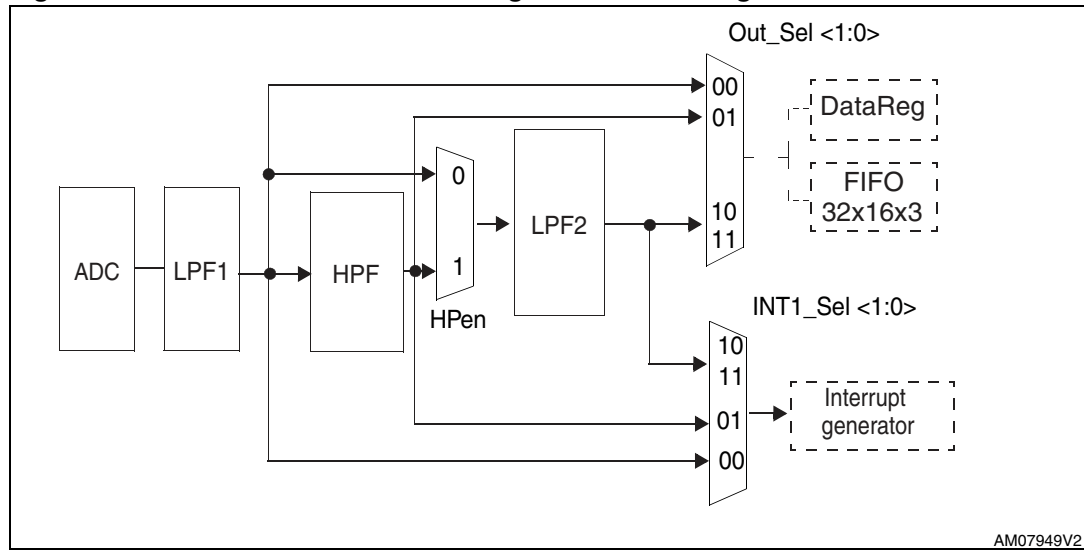 Out_Sel <1:0>
00
01
DataReg
0
10
11
FIFO
32x16x3
ADC
LPF1
HPF
1
LPF2
HPen
INT1_Sel <1:0>
10
11
01
00
Interrupt
generator
AM07949V2